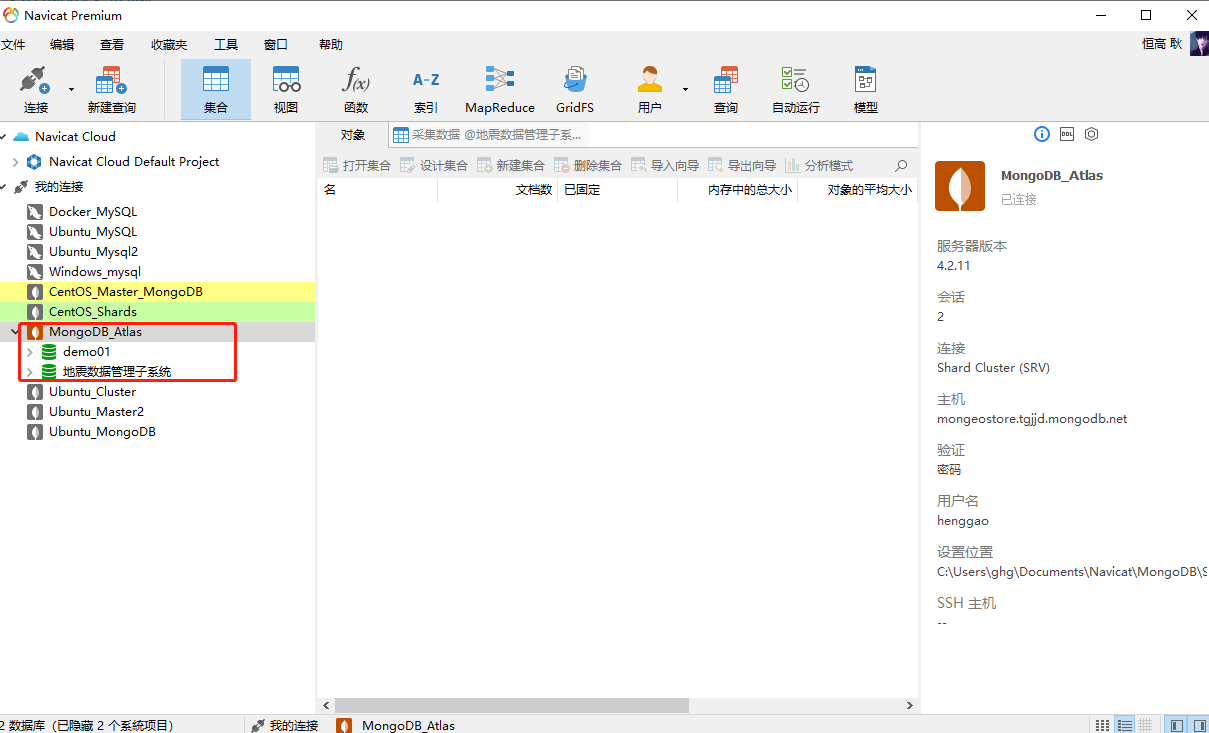 Navicat Premium
文件 编辑 查看 收藏夹 工具 窗口 帮助 恒高 耿
连接 新建查询 集合 视图 函数 索引 MapReduce GridFS 用户 查询 自动运行 模型
f(x) A-Z
Navicat Cloud
Navicat Cloud Default Project
我的连接
Docker_MySQL
Ubuntu_MySQL
Ubuntu_Mysql2
Windows_mysql
CentOS_Master_MongoDB
CentOS_Shards
MongoDB_Atlas
demo01
地震数据管理子系统
Ubuntu_Cluster
Ubuntu_Master2
Ubuntu_MongoDB
对象 采集数据 @地震数据管理子系...
打开集合 设计集合 新建集合 删除集合 导入向导 导出向导 分析模式
名 文档数 已固定 内存中的总大小 对象的平均大小
DDL
MongoDB_Atlas
已连接
服务器版本
4.2.11
会话
2
连接
Shard Cluster (SRV)
主机
mongeostore.tgjjd.mongodb.net
验证
密码
用户名
henggao
设置位置
C:\Users\ghg\Documents\Navicat\MongoDB\S
SSH 主机
--
2 数据库（已隐藏 2 个系统项目） 我的连接 MongoDB_Atlas